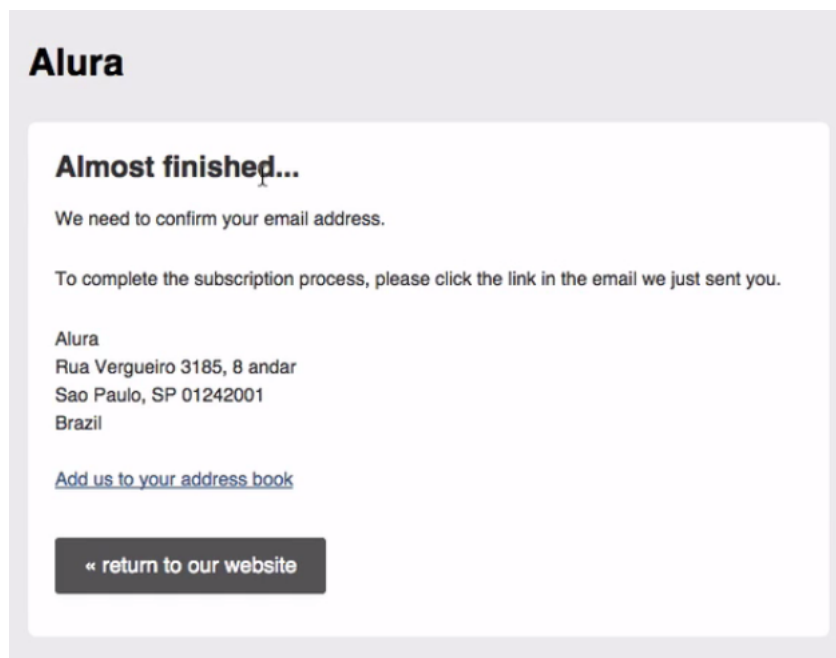 Alura
Almost finished...
We need to confirm your email address.
To complete the subscription process, please click the link in the email we just sent you.
Alura
Rua Vergueiro 3185, 8 andar
Sao Paulo, SP 01242001
Brazil
Add us to your address book
« return to our website